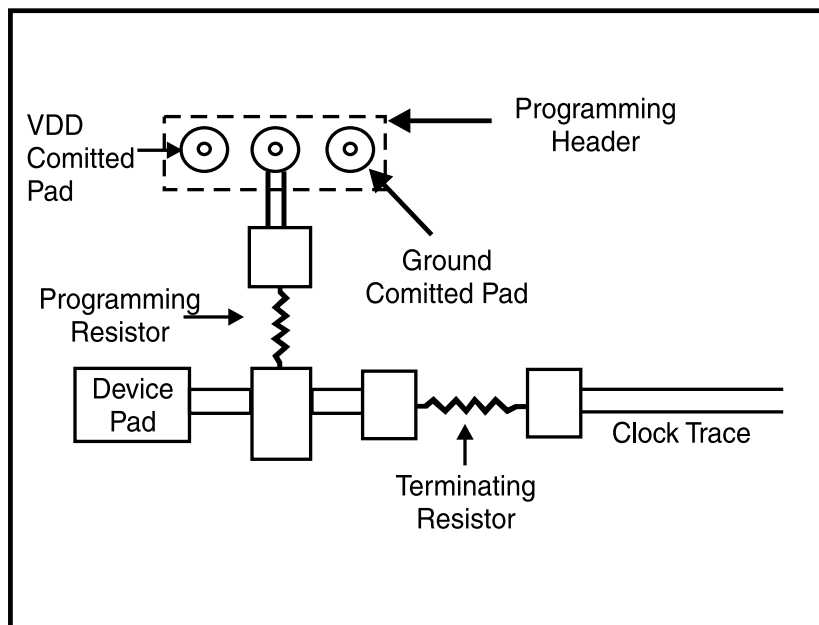 VDD
Comitted
Pad
Programming
Header
Ground
Comitted Pad
Programming
Resistor
Device
Pad
Clock Trace
Terminating
Resistor